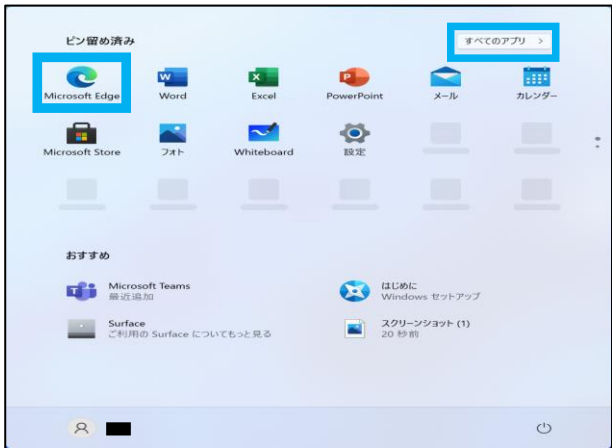 ピン留め済み
すべてのアプリ >
Microsoft Edge
Word
Excel
PowerPoint
メール
カレンダー
Microsoft Store
フォト
Whiteboard
設定
おすすめ
Microsoft Teams
最近追加
はじめに
Windows セットアップ
Surface
ご利用の Surface についてもっと見る
スクリーンショット (1)
20 秒前